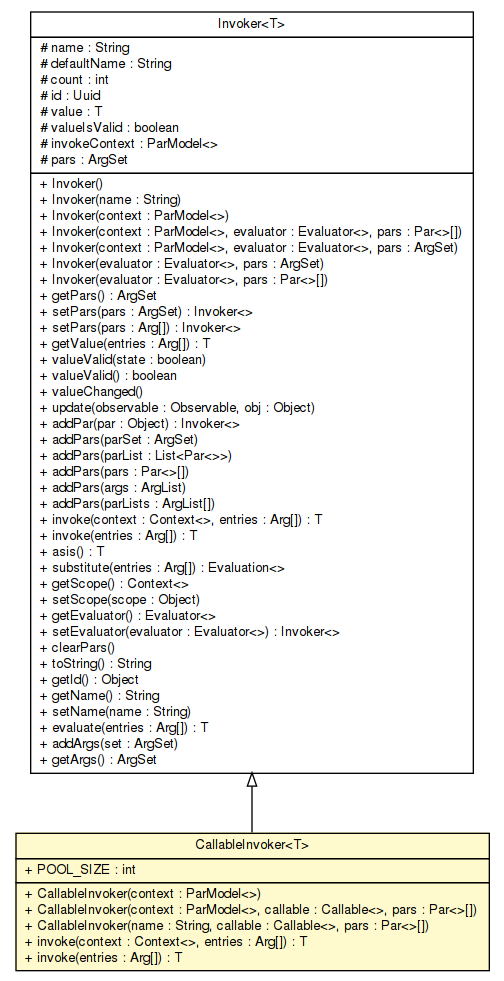 Invoker<T>
# name : String
# defaultName : String
# count : int
# id : Uuid
# value : T
# valueIsValid : boolean
# invokeContext : ParModel<>
# pars : ArgSet
+ Invoker()
+ Invoker(name : String)
+ Invoker(context : ParModel<>)
+ Invoker(context : ParModel<>, evaluator : Evaluator<>, pars : Par<>[])
+ Invoker(context : ParModel<>, evaluator : Evaluator<>, pars : ArgSet)
+ Invoker(evaluator : Evaluator<>, pars : ArgSet)
+ Invoker(evaluator : Evaluator<>, pars : Par<>[])
+ getPars() : ArgSet
+ setPars(pars : ArgSet) : Invoker<>
+ setPars(pars : Arg[]) : Invoker<>
+ getValue(entries : Arg[]) : T
+ valueValid(state : boolean)
+ valueValid() : boolean
+ valueChanged()
+ update(observable : Observable, obj : Object)
+ addPar(par : Object) : Invoker<>
+ addPars(parSet : ArgSet)
+ addPars(parList : List<Par<>>)
+ addPars(pars : Par<>[])
+ addPars(args : ArgList)
+ addPars(parLists : ArgList[])
+ invoke(context : Context<>, entries : Arg[]) : T
+ invoke(entries : Arg[]) : T
+ asis() : T
+ substitute(entries : Arg[]) : Evaluation<>
+ getScope() : Context<>
+ setScope(scope : Object)
+ getEvaluator() : Evaluator<>
+ setEvaluator(evaluator : Evaluator<>) : Invoker<>
+ clearPars()
+ toString() : String
+ getId() : Object
+ getName() : String
+ setName(name : String)
+ evaluate(entries : Arg[]) : T
+ addArgs(set : ArgSet)
+ getArgs() : ArgSet
CallableInvoker<T>
+ POOL_SIZE : int
+ CallableInvoker(context : ParModel<>)
+ CallableInvoker(context : ParModel<>, callable : Callable<>, pars : Par<>[])
+ CallableInvoker(name : String, callable : Callable<>, pars : Par<>[])
+ invoke(context : Context<>, entries : Arg[]) : T
+ invoke(entries : Arg[]) : T